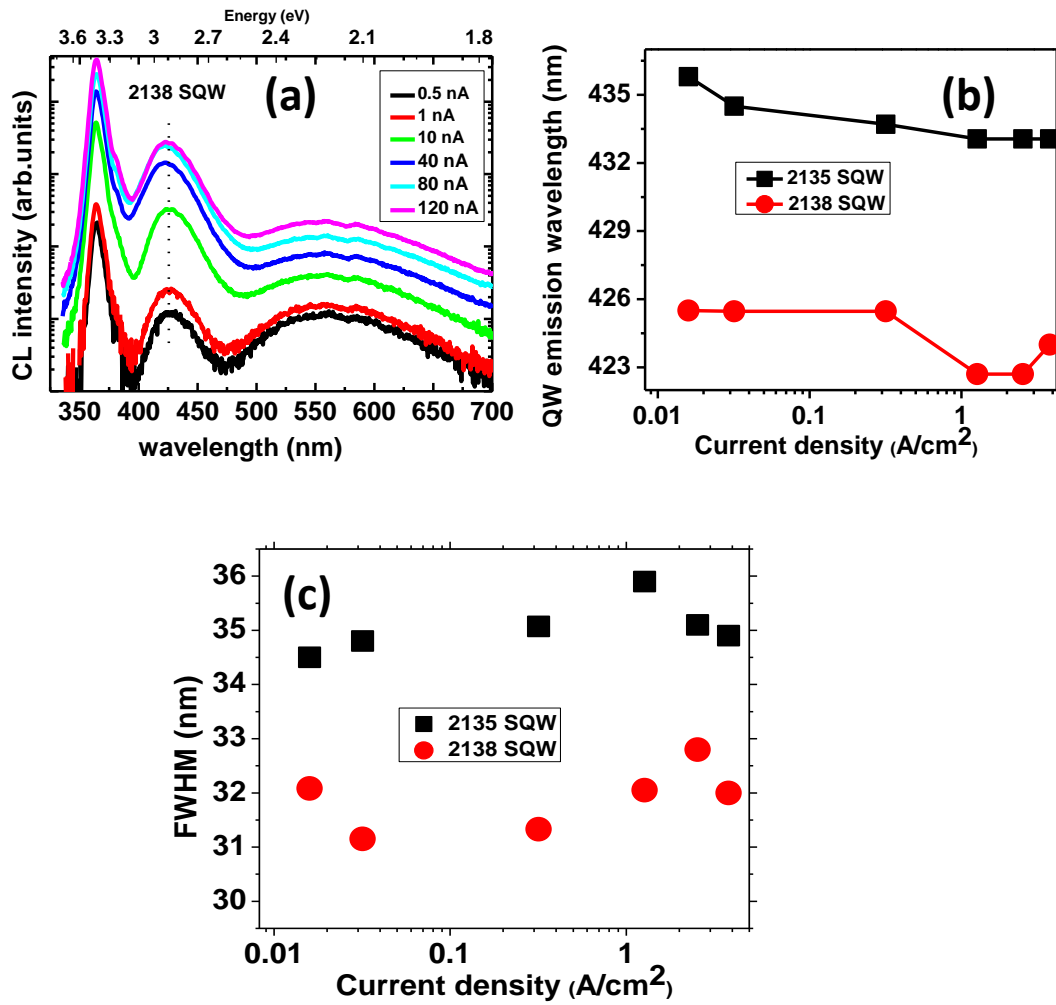 Energy (eV)
3.6 3.3 3 2.7 2.4 2.1 1.8
2138 SQW
(a)
0.5 nA
1 nA
10 nA
40 nA
80 nA
120 nA
CL intensity (arb.units)
325 350 400 450 500 550 600 650 700
wavelength (nm)
(b)
QW emission wavelength (nm)
435
432
429
426
423
2135 SQW
2138 SQW
0.01 0.1 1
Current density (A/cm²)
(c)
FWHM (nm)
36
35
34
33
32
31
30
2135 SQW
2138 SQW
0.01 0.1 1
Current density (A/cm²)